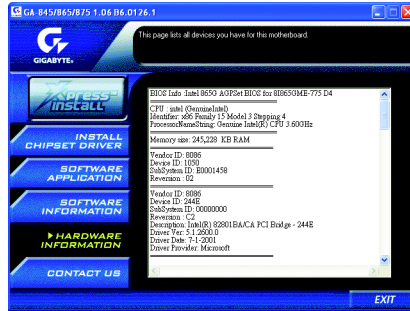 GA-845/865/875 1.06 B6.0126.1
GIGABYTE
This page lists all devices you have for this motherboard.
Xpress-
Install
INSTALL
CHIPSET DRIVER
SOFTWARE
APPLICATION
SOFTWARE
INFORMATION
HARDWARE
INFORMATION
CONTACT US
BIOS Info :Intel 865G AGPSet BIOS for 8I865GME-775 D4
CPU : intel (GenuineIntel)
Identifier: x86 Family 15 Model 3 Stepping 4
ProcessorNameString: Genuine Intel(R) CPU 3.60GHz
Memory size: 245,228 KB RAM
Vendor ID: 8086
Device ID: 1050
SubSystem ID: E0001458
Reversion : 02
Vendor ID: 8086
Device ID: 244E
SubSystem ID: 00000000
Reversion : C2
Description: Intel(R) 82801BA/CA PCI Bridge - 244E
Driver Ver: 5.1.2600.0
Driver Date: 7-1-2001
Driver Provider: Microsoft
EXIT